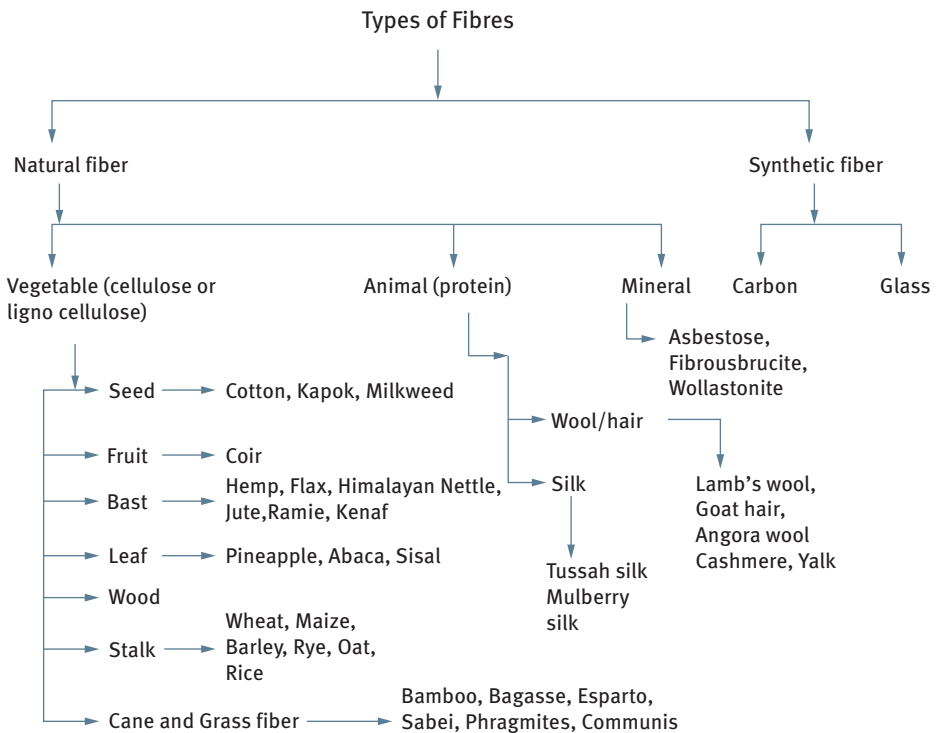 Types of Fibres
Natural fiber
Synthetic fiber
Vegetable (cellulose or
ligno cellulose)
Animal (protein)
Mineral
Carbon
Glass
Asbestose,
Fibrousbrucite,
Wollastonite
Seed
Cotton, Kapok, Milkweed
Wool/hair
Lamb's wool,
Goat hair,
Angora wool
Cashmere, Yalk
Silk
Tussah silk
Mulberry
silk
Fruit
Coir
Bast
Hemp, Flax, Himalayan Nettle,
Jute,Ramie, Kenaf
Leaf
Pineapple, Abaca, Sisal
Wood
Stalk
Wheat, Maize,
Barley, Rye, Oat,
Rice
Cane and Grass fiber
Bamboo, Bagasse, Esparto,
Sabei, Phragmites, Communis